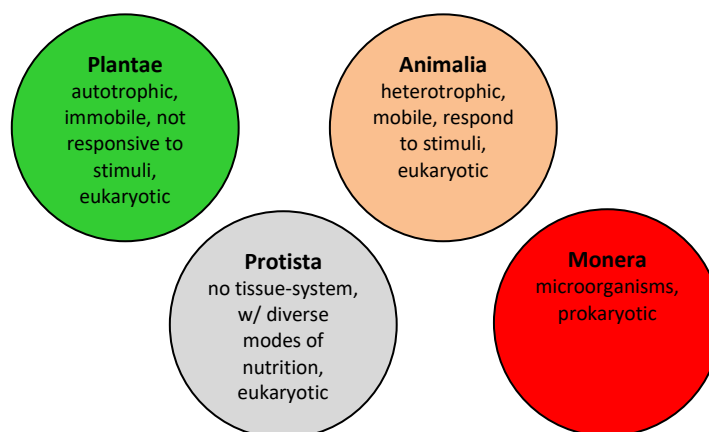 Plantae
autotrophic,
immobile, not
responsive to
stimuli,
eukaryotic
Animalia
heterotrophic,
mobile, respond
to stimuli,
eukaryotic
Protista
no tissue-system,
w/ diverse
modes of
nutrition,
eukaryotic
Monera
microorganisms,
prokaryotic